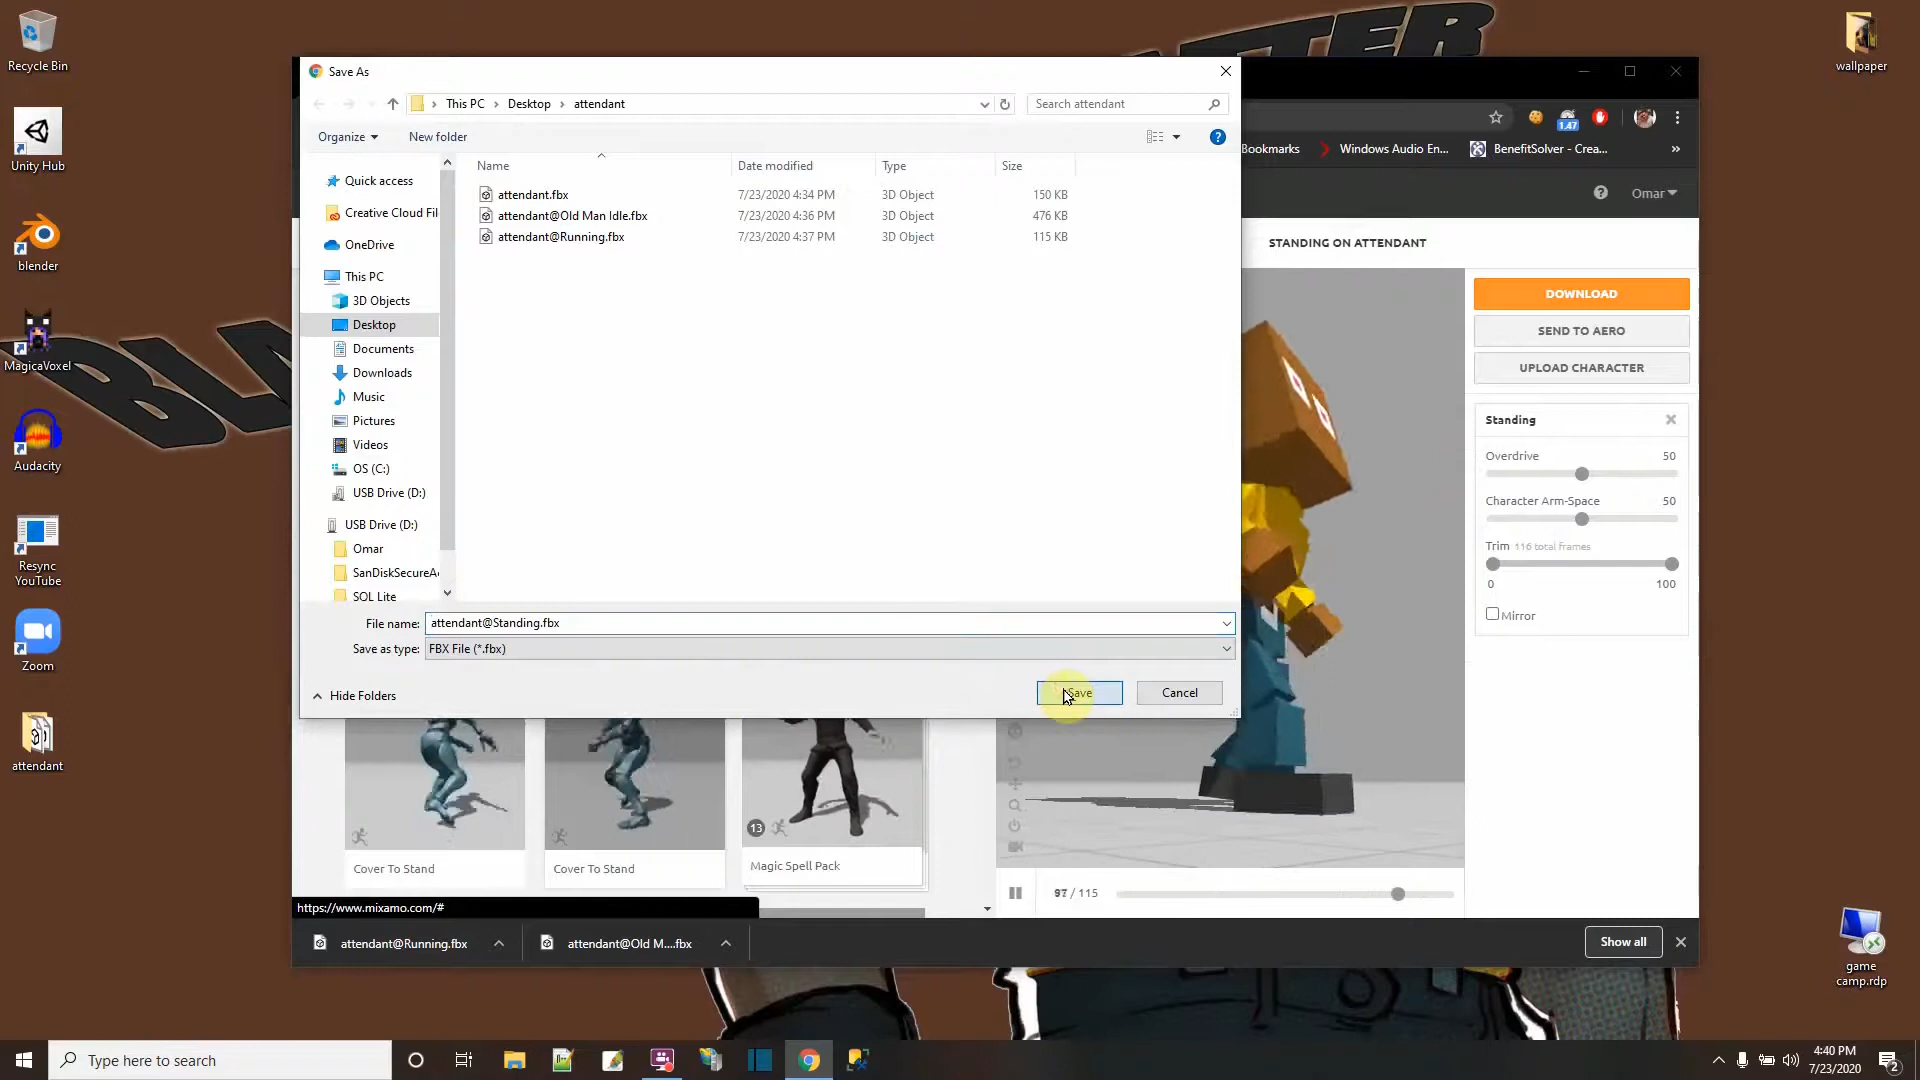 Recycle Bin
Unity Hub
blender
MagicaVoxel
Audacity
Resync
YouTube
Zoom
attendant
wallpaper
game
camp.rdp
Save As
This PC
Desktop
attendant
Search attendant
Organize
New folder
Name
Date modified
Type
Size
attendant.fbx
7/23/2020 4:34 PM
3D Object
150 KB
attendant@Old Man Idle.fbx
7/23/2020 4:36 PM
3D Object
476 KB
attendant@Running.fbx
7/23/2020 4:37 PM
3D Object
115 KB
Quick access
Creative Cloud Fil
OneDrive
This PC
3D Objects
Desktop
Documents
Downloads
Music
Pictures
Videos
OS (C:)
USB Drive (D:)
USB Drive (D:)
Omar
SanDiskSecureA
SQL Lite
File name:
attendant@Standing.fbx
Save as type:
FBX File (*.fbx)
Hide Folders
Save
Cancel
1.47
Bookmarks
Windows Audio En...
BenefitSolver - Crea...
Omar
STANDING ON ATTENDANT
DOWNLOAD
SEND TO AERO
UPLOAD CHARACTER
Standing
Overdrive
50
Character Arm-Space
50
Trim 116 total frames
0
100
Mirror
Cover To Stand
Cover To Stand
13
Magic Spell Pack
97 / 115
https://www.mixamo.com/#
attendant@Running.fbx
attendant@Old M....fbx
Show all
Type here to search
4:40 PM
7/23/2020
2